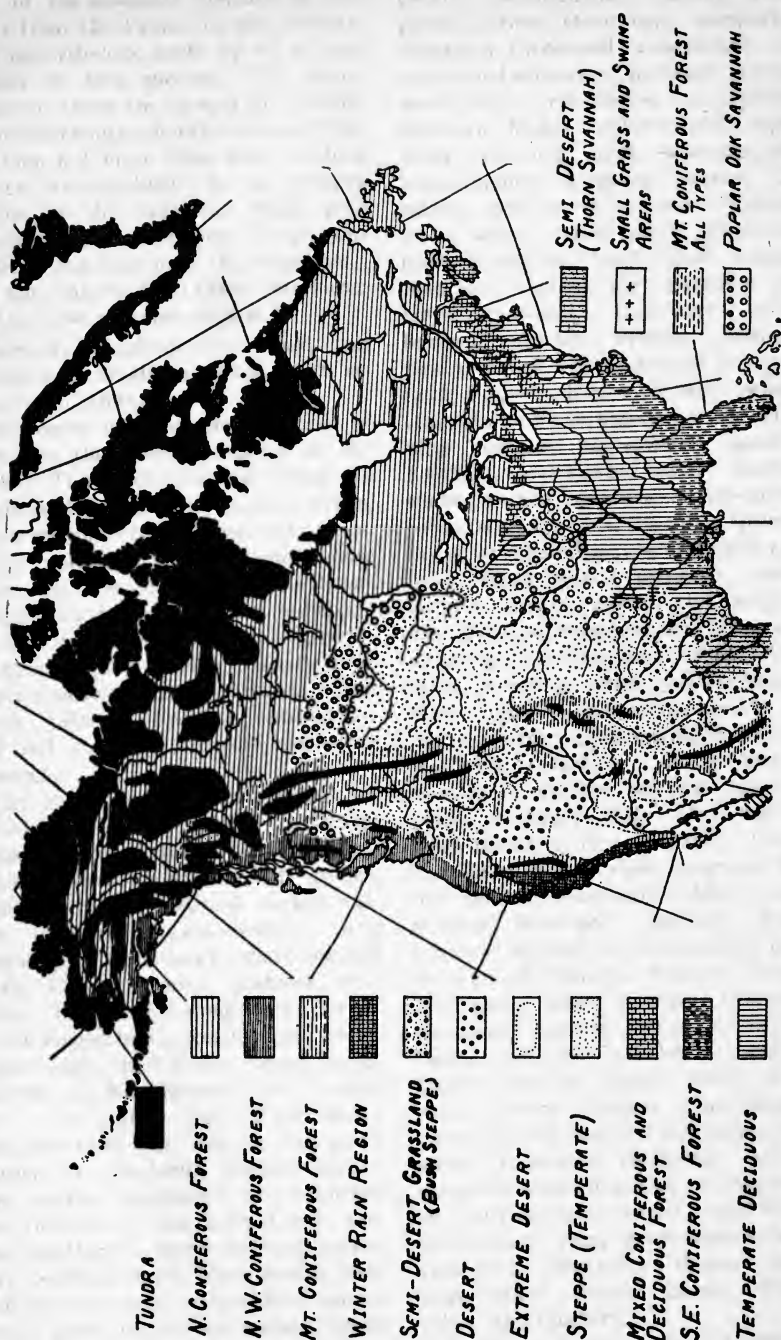 TUNDRA
N. CONIFEROUS FOREST
N.W. CONIFEROUS FOREST
MT. CONIFEROUS FOREST
WINTER RAIN REGION
SEMI-DESERT GRASSLAND
(BUSH STEPPE)
DESERT
EXTREME DESERT
STEPPE (TEMPERATE)
MIXED CONIFEROUS AND
DECIDUOUS FOREST
S.E. CONIFEROUS FOREST
TEMPERATE DECIDUOUS
SEMI DESERT
(THORN SAVANNAH)
SMALL GRASS AND SWAMP
AREAS
MT CONIFEROUS FOREST
ALL TYPES
POPLAR OAK SAVANNAH